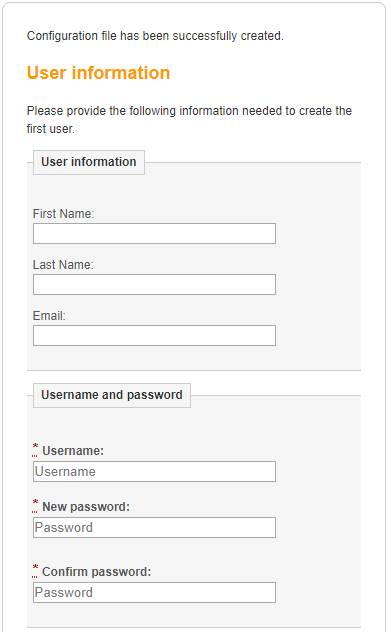 Configuration file has been successfully created.
User information
Please provide the following information needed to create the
first user.
User information
First Name:
Last Name:
Email:
Username and password
* Username:
Username
* New password:
Password
* Confirm password:
Password